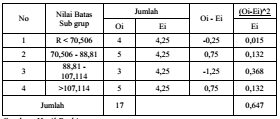 No Nilai Batas Sub grup Jumlah Oi - Ei (Oi-Ei)^2
Oi Ei Ei
1 R < 70,506 4 4,25 -0,25 0,015
2 70,506 - 88,81 5 4,25 0,75 0,132
3 88,81 - 107,114 3 4,25 -1,25 0,368
4 >107,114 5 4,25 0,75 0,132
Jumlah 17 0,647